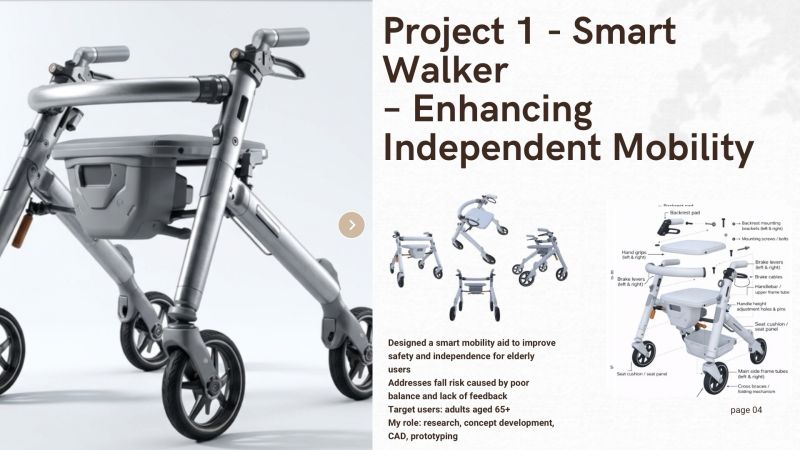 Project 1 - Smart
Walker
– Enhancing
Independent Mobility
Designed a smart mobility aid to improve
safety and independence for elderly
users
Addresses fall risk caused by poor
balance and lack of feedback
Target users: adults aged 65+
My role: research, concept development,
CAD, prototyping
Backrest pad
Backrest mounting
brackets (left & right)
Mounting screws / bolts
Hand grips
(left & right)
Brake levers
(left & right)
Brake levers
(left & right)
Brake cables
Handlebar /
upper frame tube
Handle height
adjustment holes & pins
Seat cushion /
seat panel
Seat cushion / seat panel
Main side frame tubes
(left & right)
Cross braces /
folding mechanism
page 04